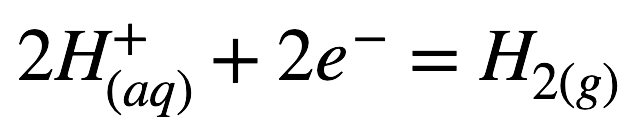 2H⁺(aq) + 2e⁻ = H₂(g)